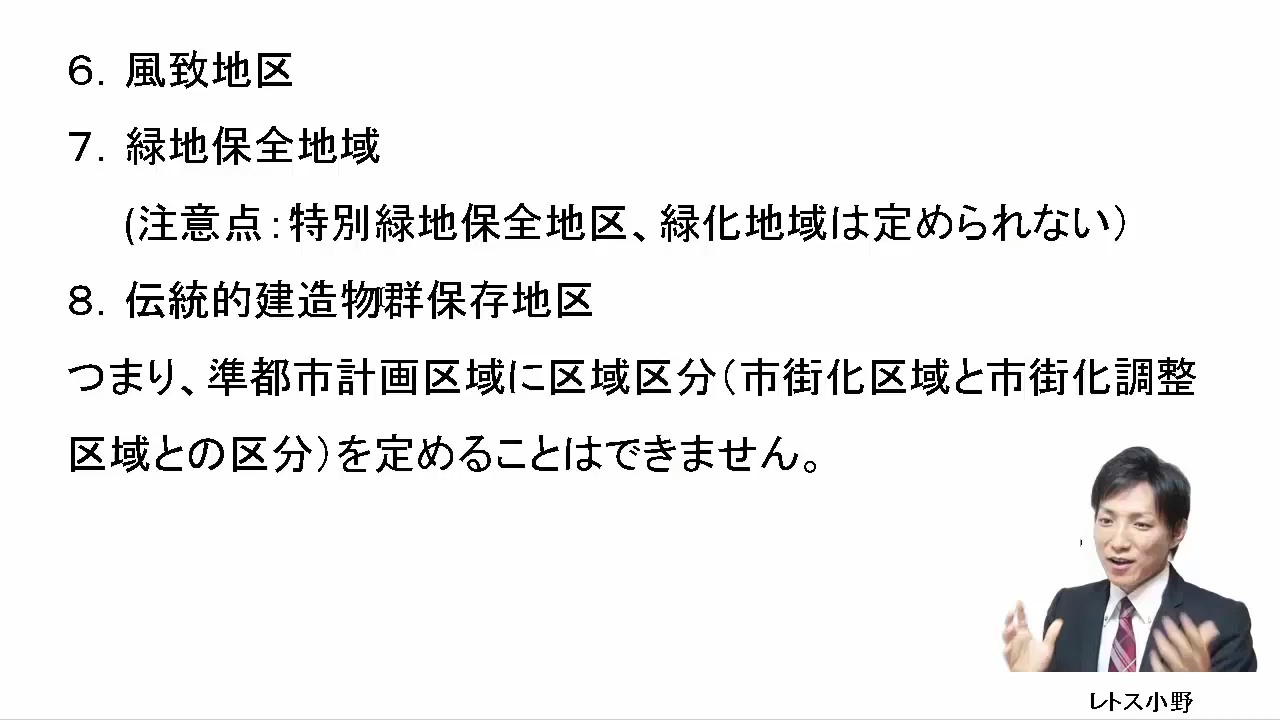 ６．風致地区
７．緑地保全地域
(注意点：特別緑地保全地区、緑化地域は定められない）
８．伝統的建造物群保存地区
つまり、準都市計画区域に区域区分（市街化区域と市街化調整
区域との区分）を定めることはできません。
レトス小野